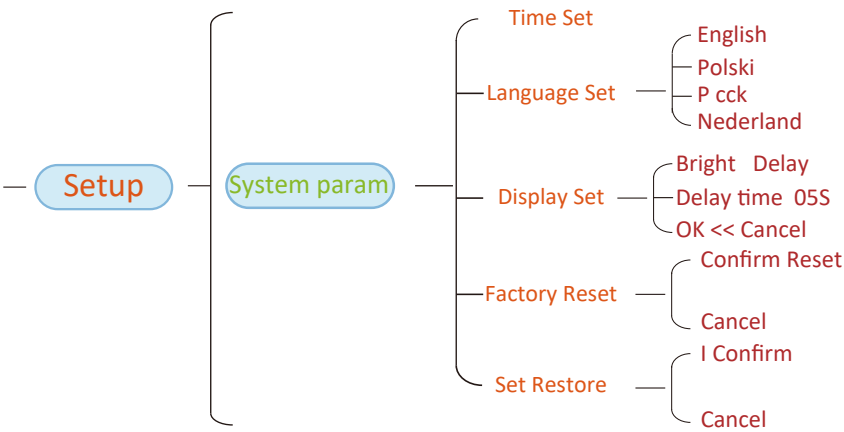 Setup
System param
Time Set
Language Set
English
Polski
P cck
Nederland
Display Set
Bright Delay
Delay time 05S
OK << Cancel
Factory Reset
Confirm Reset
Cancel
Set Restore
I Confirm
Cancel